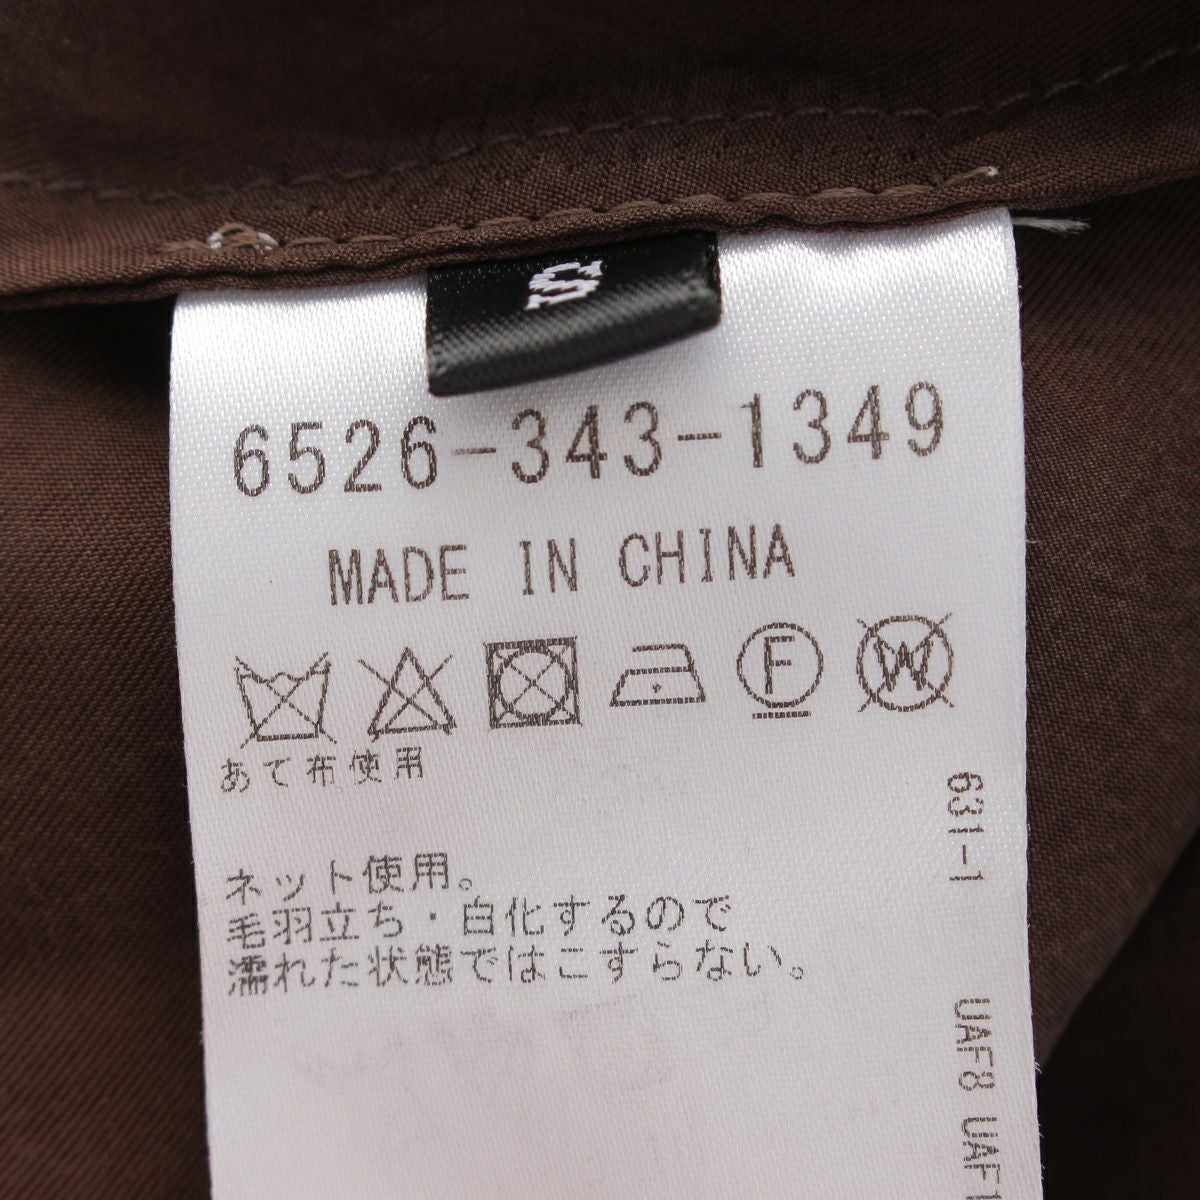 S
6526-343-1349
MADE IN CHINA
F W
あて布使用
ネット使用。
毛羽立ち・白化するので
濡れた状態ではこすらない。
631-1
UAF8